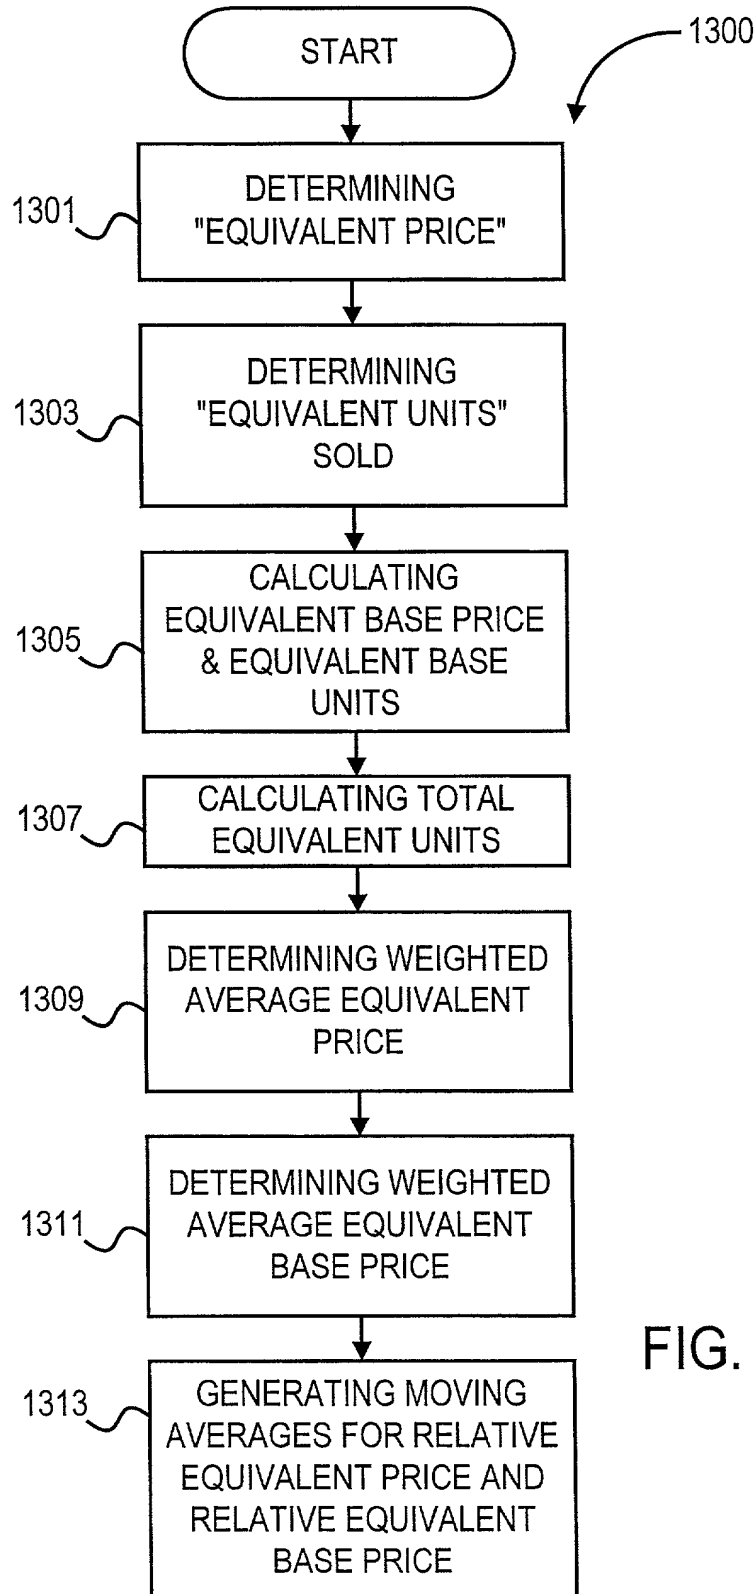 START
1300
1301
DETERMINING
"EQUIVALENT PRICE"
1303
DETERMINING
"EQUIVALENT UNITS"
SOLD
1305
CALCULATING
EQUIVALENT BASE PRICE
& EQUIVALENT BASE
UNITS
1307
CALCULATING TOTAL
EQUIVALENT UNITS
1309
DETERMINING WEIGHTED
AVERAGE EQUIVALENT
PRICE
1311
DETERMINING WEIGHTED
AVERAGE EQUIVALENT
BASE PRICE
FIG.
1313
GENERATING MOVING
AVERAGES FOR RELATIVE
EQUIVALENT PRICE AND
RELATIVE EQUIVALENT
BASE PRICE